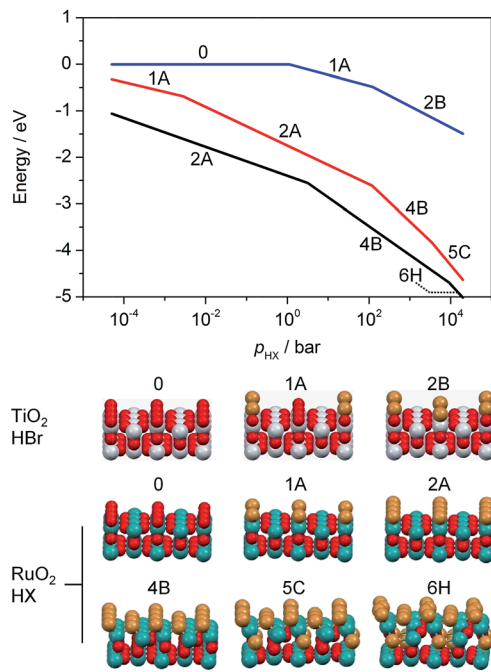 1
0
-1
-2
-3
-4
-5
Energy / eV
0
1A
2B
1A
2A
4B
5C
2A
4B
6H
10⁻⁴
10⁻²
10⁰
10²
10⁴
pHX / bar
0
1A
2B
TiO₂
HBr
0
1A
2A
RuO₂
HX
4B
5C
6H